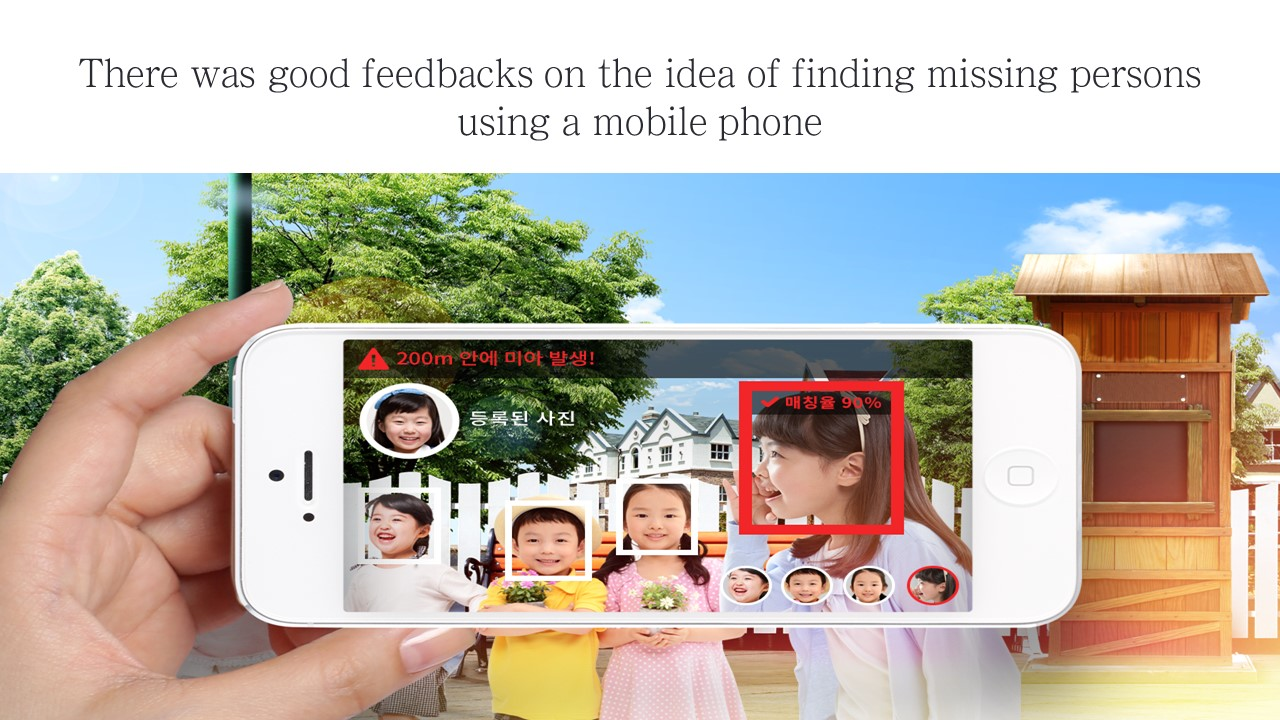 There was good feedbacks on the idea of finding missing persons
using a mobile phone
200m 안에 미아 발생!
등록된 사진
매칭율 90%